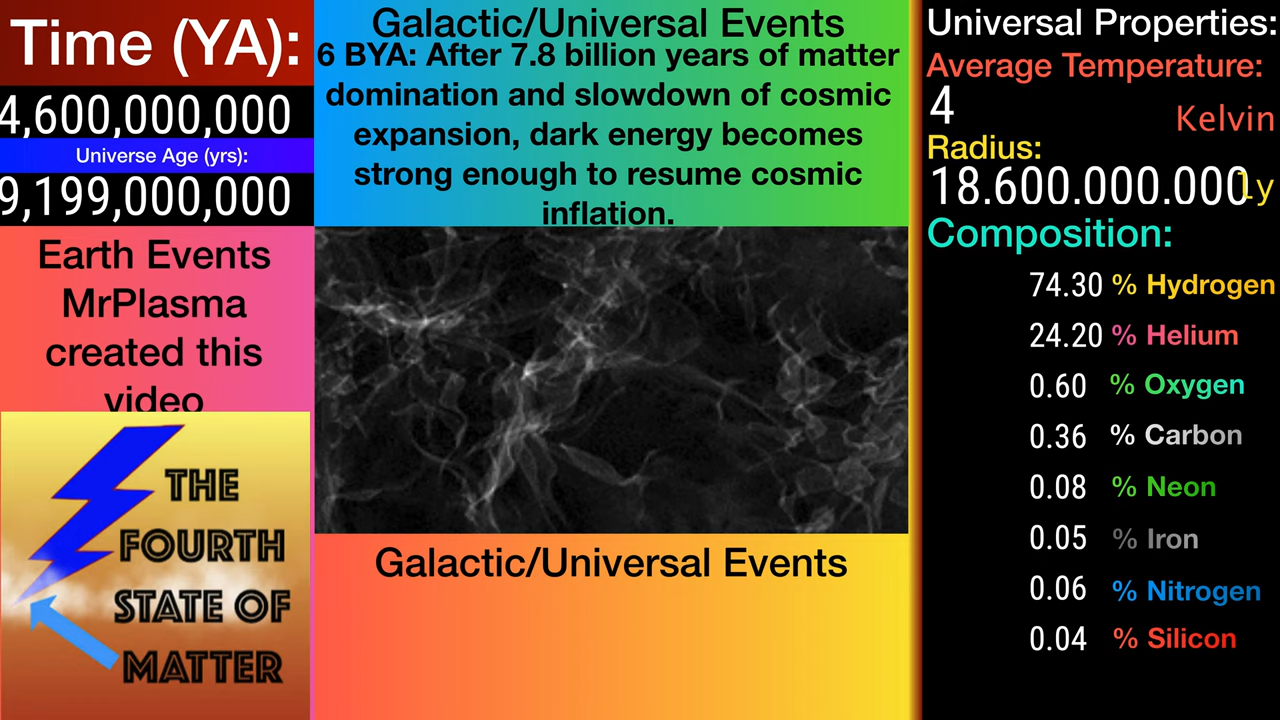 Time (YA):
4,600,000,000
Universe Age (yrs):
9,199,000,000
Earth Events
MrPlasma
created this
video
THE
FOURTH
STATE OF
MATTER
Galactic/Universal Events
6 BYA: After 7.8 billion years of matter
domination and slowdown of cosmic
expansion, dark energy becomes
strong enough to resume cosmic
inflation.
Galactic/Universal Events
Universal Properties:
Average Temperature:
4 Kelvin
Radius:
18.600.000.000 Ly
Composition:
74.30 % Hydrogen
24.20 % Helium
0.60 % Oxygen
0.36 % Carbon
0.08 % Neon
0.05 % Iron
0.06 % Nitrogen
0.04 % Silicon